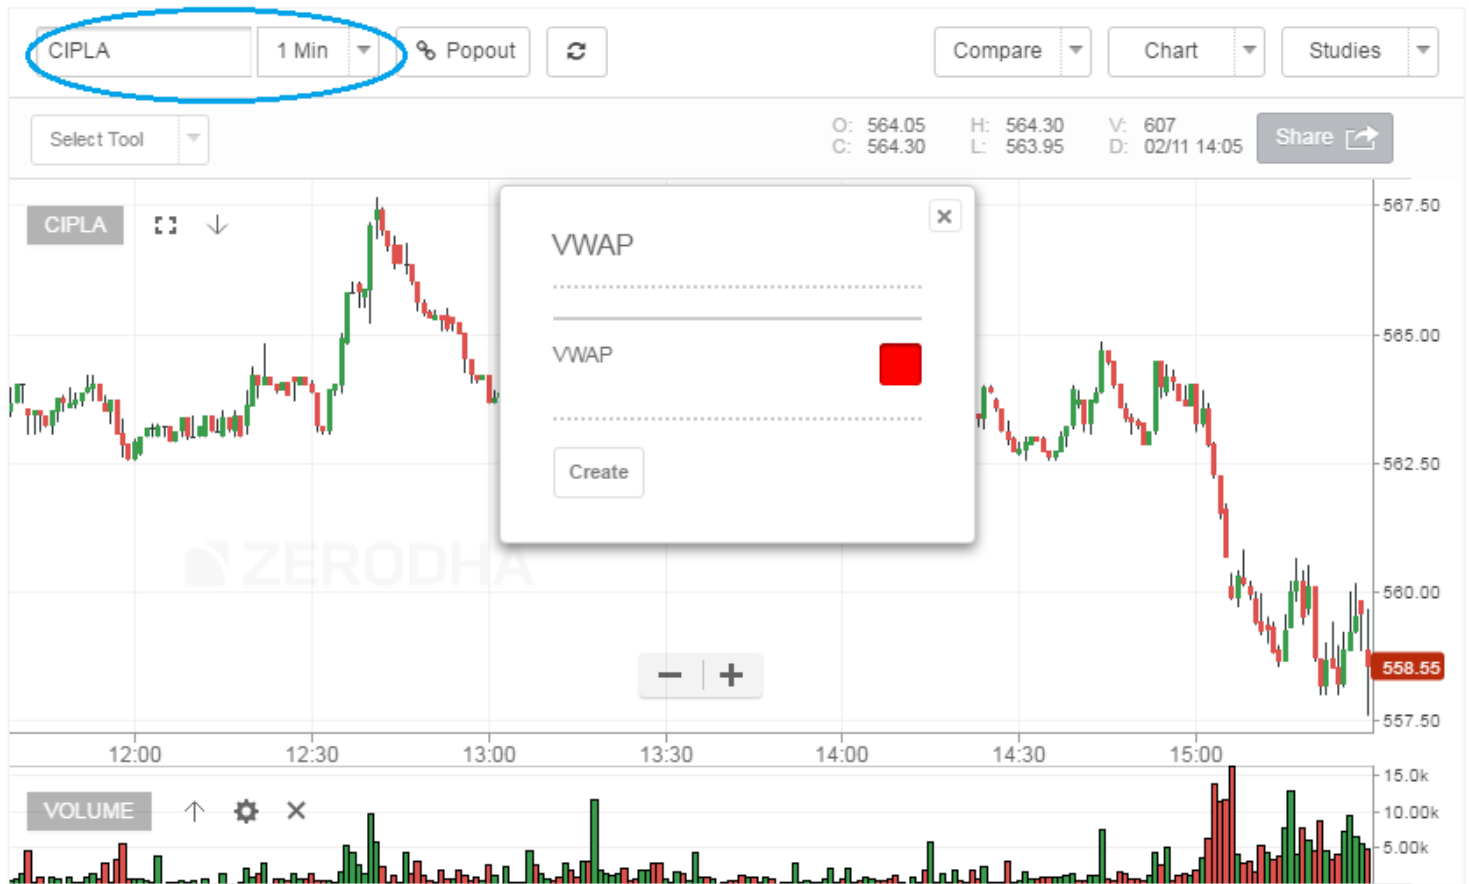 CIPLA 1 Min Popout Compare Chart Studies
Select Tool
O: 564.05 H: 564.30 V: 607
C: 564.30 L: 563.95 D: 02/11 14:05
Share
CIPLA
VWAP
VWAP
Create
ZERODHA
567.50
565.00
562.50
560.00
558.55
557.50
12:00 12:30 13:00 13:30 14:00 14:30 15:00
VOLUME
15.0k
10.00k
5.00k